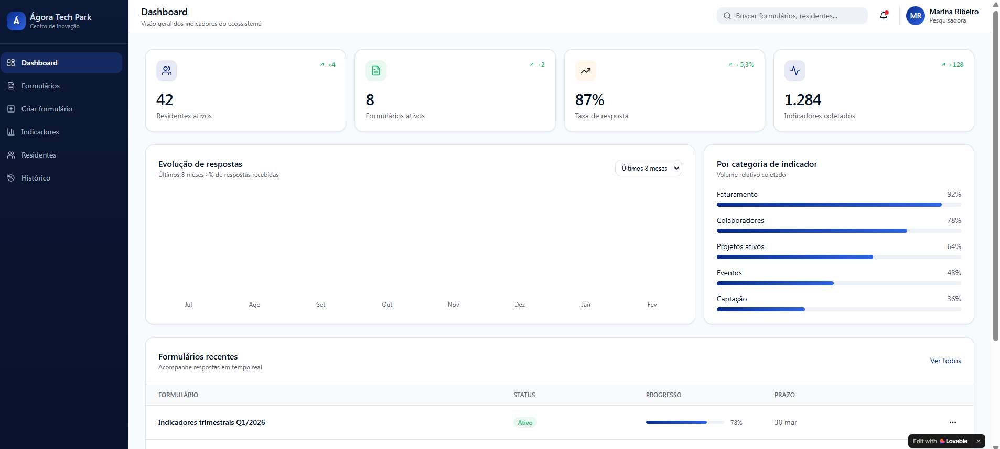 Á
Ágora Tech Park
Centro de Inovação
Dashboard
Formulários
Criar formulário
Indicadores
Residentes
Histórico
Dashboard
Visão geral dos indicadores do ecossistema
Buscar formulários, residentes...
MR
Marina Ribeiro
Pesquisadora
+4
42
Residentes ativos
+2
8
Formulários ativos
+5,3%
87%
Taxa de resposta
+128
1.284
Indicadores coletados
Evolução de respostas
Últimos 8 meses · % de respostas recebidas
Últimos 8 meses
Jul Ago Set Out Nov Dez Jan Fev
Por categoria de indicador
Volume relativo coletado
Faturamento 92%
Colaboradores 78%
Projetos ativos 64%
Eventos 48%
Captação 36%
Formulários recentes
Acompanhe respostas em tempo real
Ver todos
FORMULÁRIO STATUS PROGRESSO PRAZO
Indicadores trimestrais Q1/2026 Ativo 78% 30 mar
Edit with Lovable ×